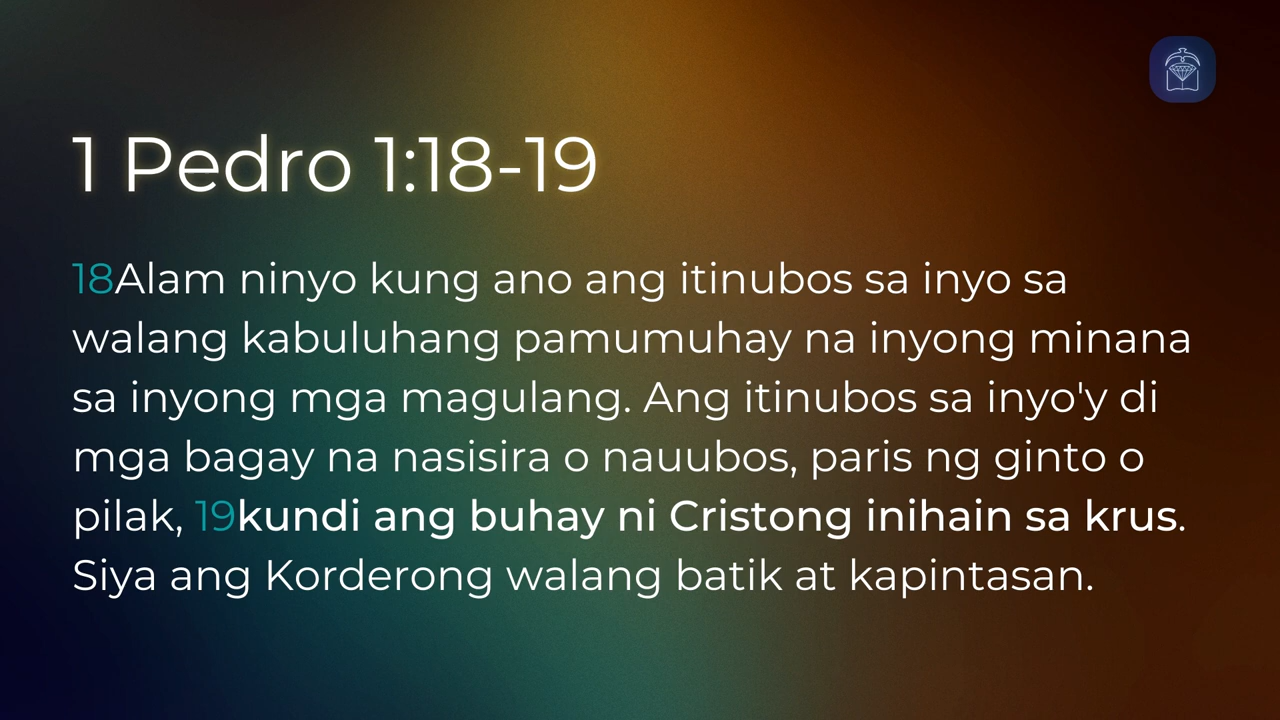 1 Pedro 1:18-19
18Alam ninyo kung ano ang itinubos sa inyo sa
walang kabuluhang pamumuhay na inyong minana
sa inyong mga magulang. Ang itinubos sa inyo'y di
mga bagay na nasisira o nauubos, paris ng ginto o
pilak, 19kundi ang buhay ni Cristong inihain sa krus.
Siya ang Korderong walang batik at kapintasan.